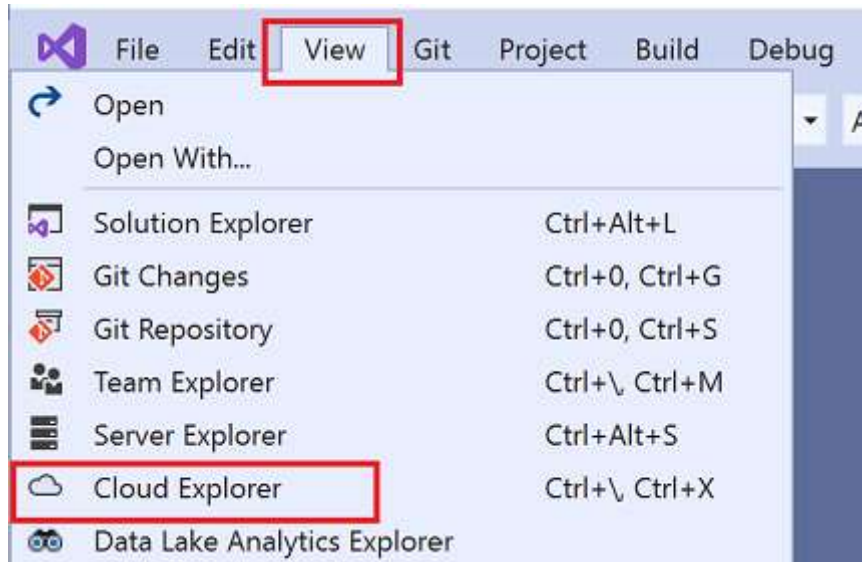 File Edit View Git Project Build Debug
Open
Open With...
Solution Explorer Ctrl+Alt+L
Git Changes Ctrl+0, Ctrl+G
Git Repository Ctrl+0, Ctrl+S
Team Explorer Ctrl+\, Ctrl+M
Server Explorer Ctrl+Alt+S
Cloud Explorer Ctrl+\, Ctrl+X
Data Lake Analytics Explorer